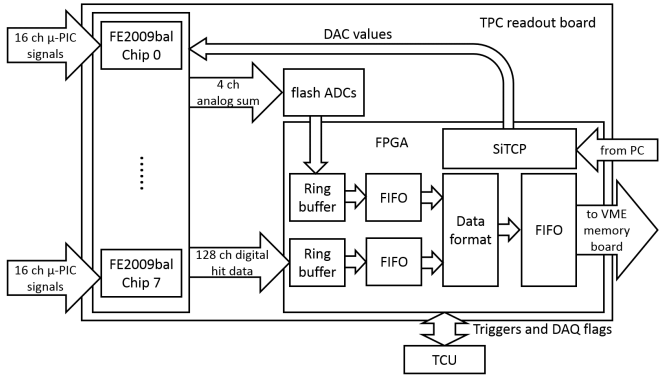 TPC readout board
16 ch μ-PIC
signals
FE2009bal
Chip 0
DAC values
4 ch
analog sum
flash ADCs
FPGA
SiTCP
from PC
Ring
buffer
FIFO
Data
format
FIFO
to VME
memory
board
16 ch μ-PIC
signals
FE2009bal
Chip 7
128 ch digital
hit data
Ring
buffer
FIFO
Triggers and DAQ flags
TCU